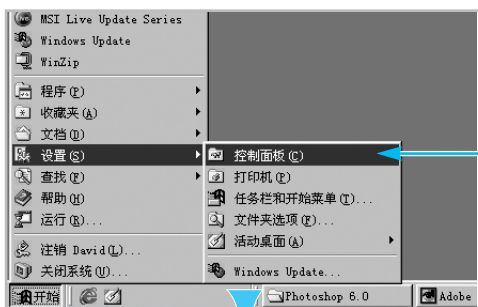 MSI Live Update Series
Windows Update
WinZip
程序(P)
收藏夹(A)
文档(D)
设置(S)
查找(F)
帮助(H)
运行(R)...
注销 David(L)...
关闭系统(U)...
控制面板(C)
打印机(P)
任务栏和开始菜单(T)...
文件夹选项(F)...
活动桌面(A)
Windows Update...
开始
Photoshop 6.0
Adobe